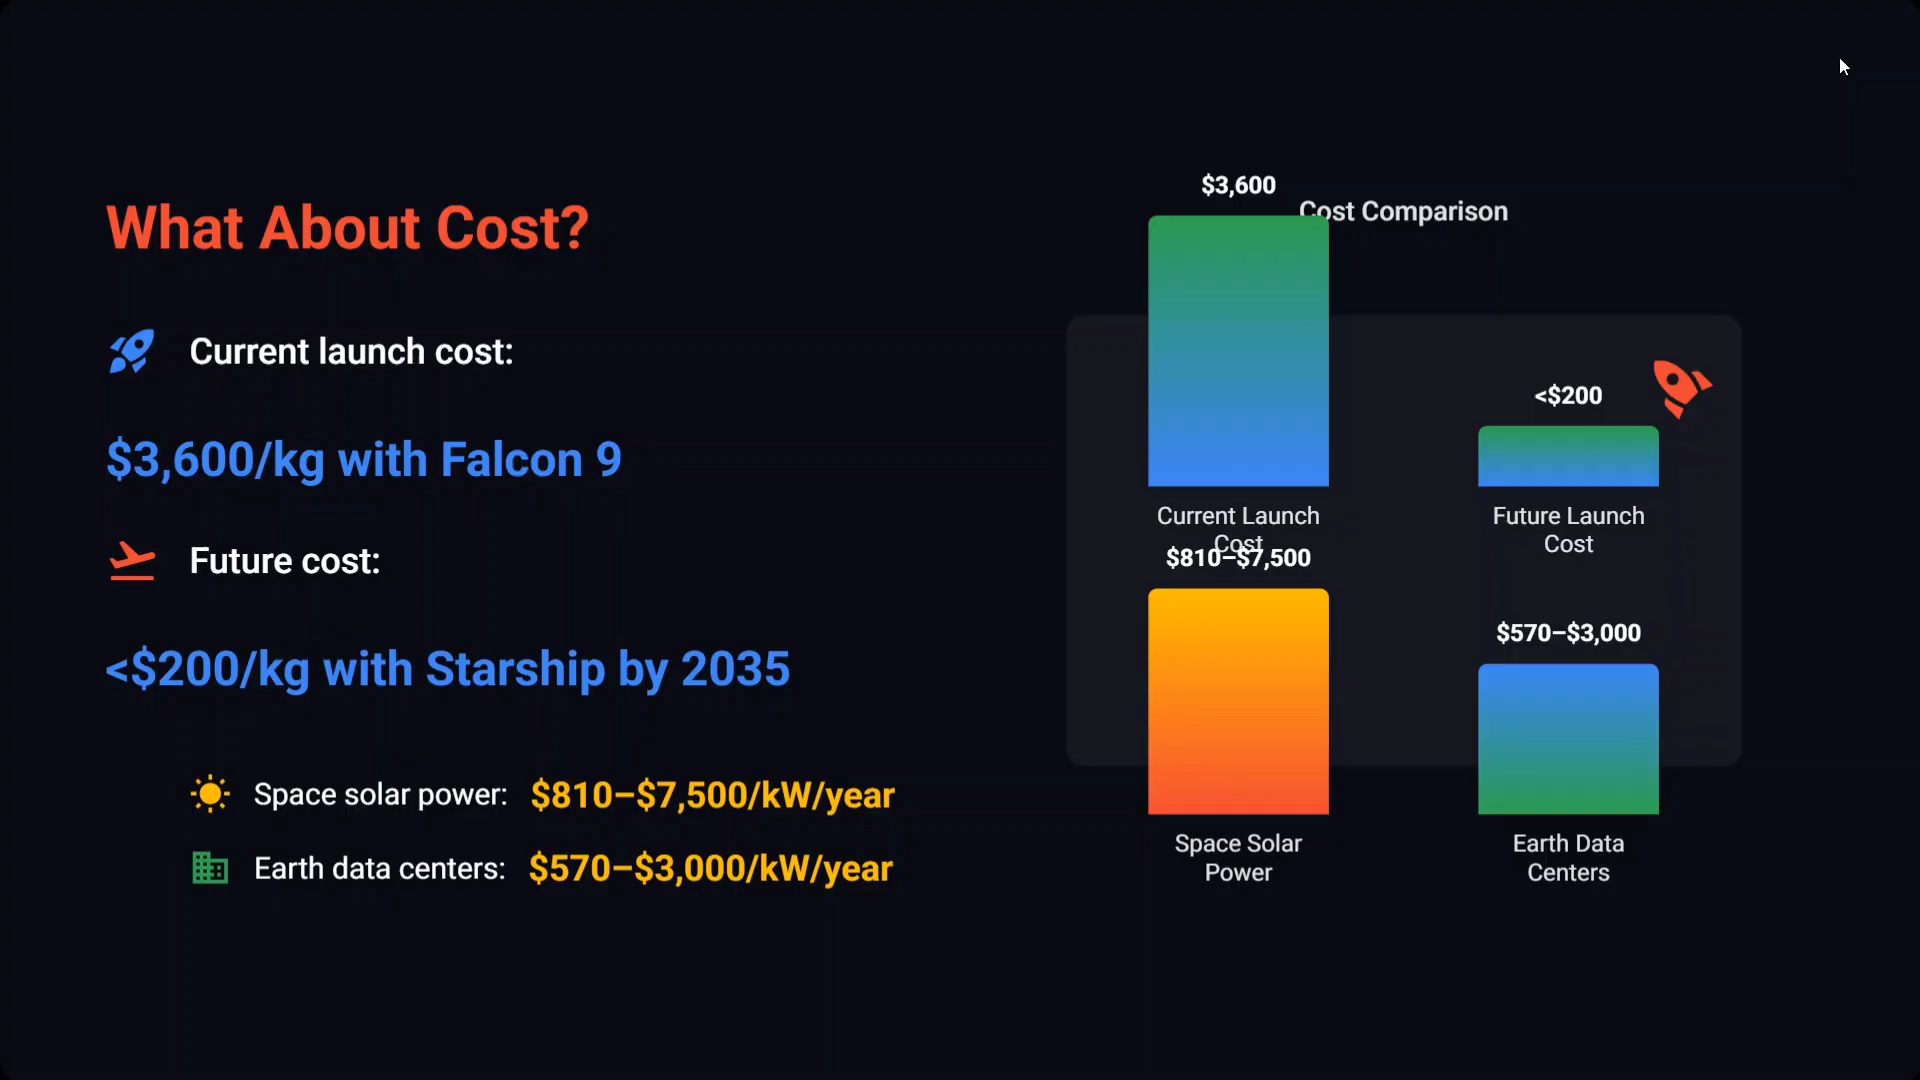 What About Cost?
Current launch cost:
$3,600/kg with Falcon 9
Future cost:
<$200/kg with Starship by 2035
Space solar power: $810–$7,500/kW/year
Earth data centers: $570–$3,000/kW/year
Cost Comparison
$3,600
Current Launch
Cost
<$200
Future Launch
Cost
$810–$7,500
Space Solar
Power
$570–$3,000
Earth Data
Centers